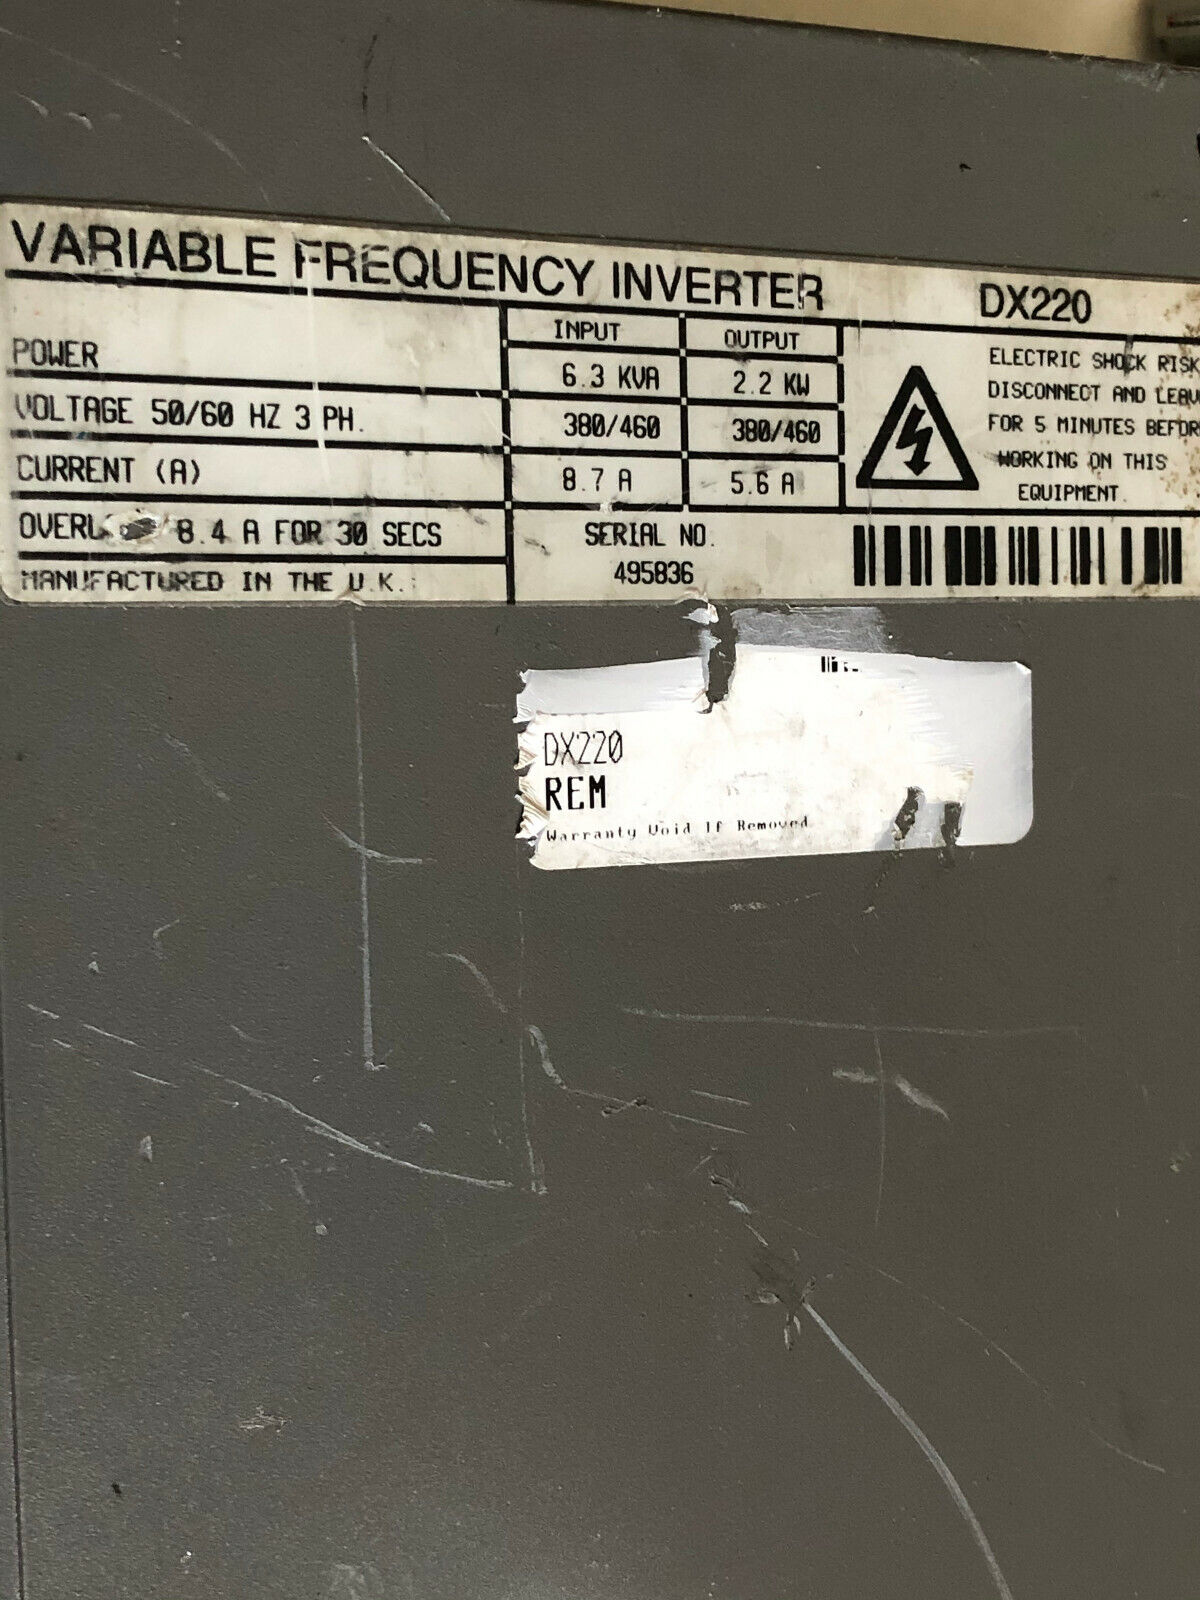 VARIABLE FREQUENCY INVERTER DX220
INPUT OUTPUT
POWER 6.3 KVA 2.2 KW
VOLTAGE 50/60 HZ 3 PH. 380/460 380/460
CURRENT (A) 8.7 A 5.6 A
8.4 A FOR 30 SECS
MANUFACTURED IN THE U.K.
SERIAL NO.
495836
ELECTRIC SHOCK RISK
DISCONNECT AND
FOR 5 MINUTES
WORKING ON THIS
EQUIPMENT.
DX220
REM
Warranty Void If Removed